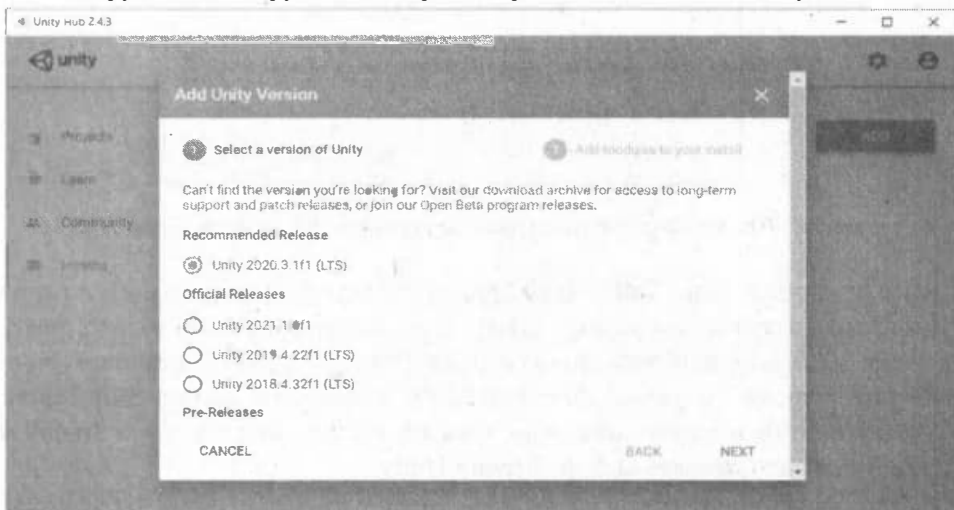 Unity Hub 2.4.3
unity
Add Unity Version
Projects
Learn
Community
Installs
ADD
1 Select a version of Unity
2 Add modules to your install
Can't find the version you're looking for? Visit our download archive for access to long-term
support and patch releases, or join our Open Beta program releases.
Recommended Release
Unity 2020.3.1f1 (LTS)
Official Releases
Unity 2019.4.22f1 (LTS)
Unity 2018.4.32f1 (LTS)
Pre-Releases
CANCEL
BACK
NEXT